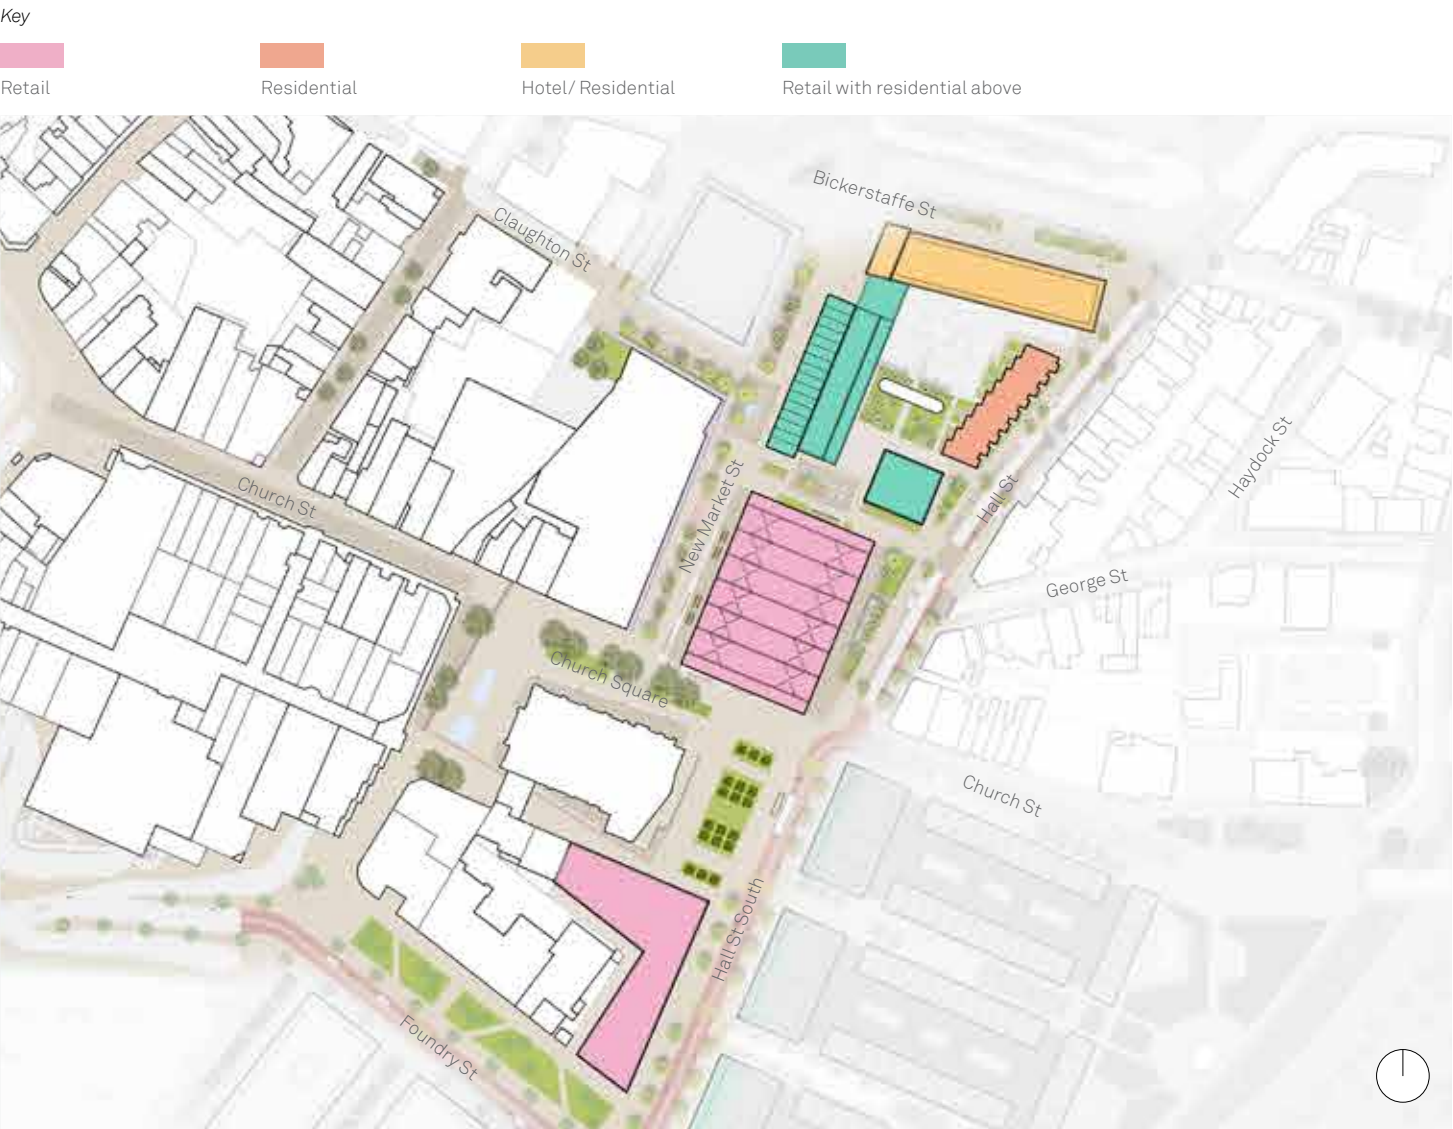 Key
Retail
Residential
Hotel/ Residential
Retail with residential above
Bickerstaffe St
Claughton St
Church St
New Market St
Hall St
Haydock St
George St
Church Square
Church St
Hall St South
Foundry St